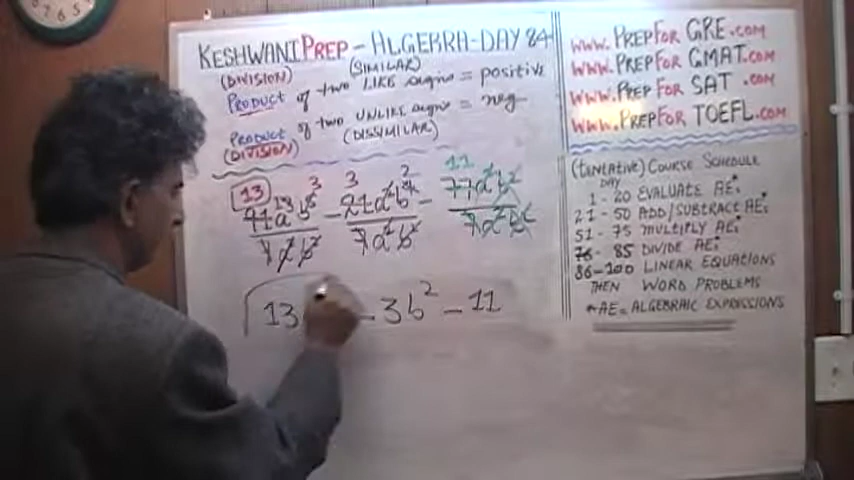 KESHWANIPREP - ALGEBRA-DAY 84
(DIVISION) (SIMILAR)
PRODUCT of two LIKE signs = positive
PRODUCT of two UNLIKE signs = neg
(DIVISION) (DISSIMILAR)
13
13 3 3 2 11
3b² - 11
13
www.PREPFOR GRE.com
www.PREPFOR GMAT.com
www.PREP FOR SAT .com
www.PREPFOR TOEFL.com
(TENTATIVE) COURSE SCHEDULE
DAY
1 - 20 EVALUATE AE*
21 - 50 ADD/SUBTRACT AE*
51 - 75 MULTIPLY AE*
76 - 85 DIVIDE AE*
86-100 LINEAR EQUATIONS
THEN WORD PROBLEMS
*AE= ALGEBRAIC EXPRESSIONS